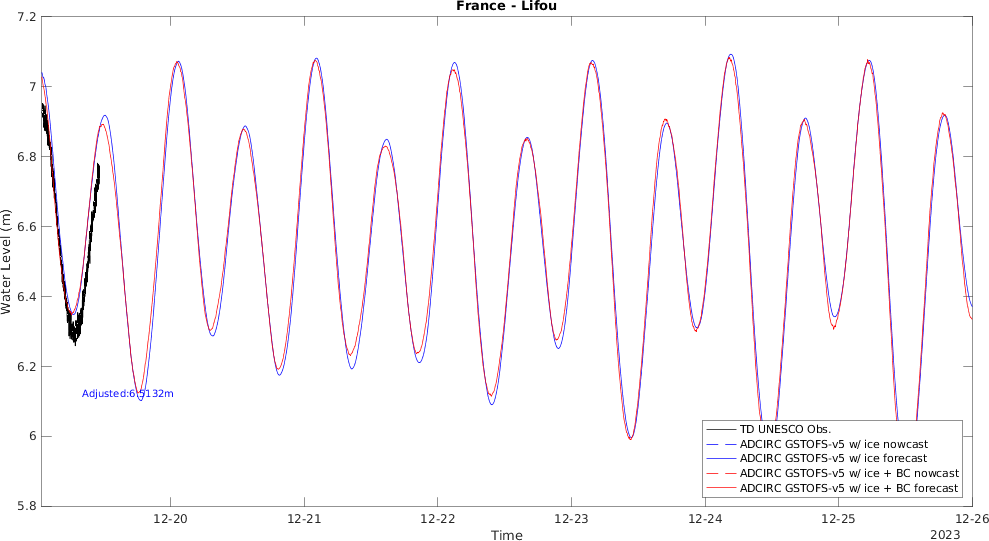 France - Lifou
7.2
7
6.8
6.6
6.4
6.2
6
5.8
Water Level (m)
Adjusted:6.5132m
TD UNESCO Obs.
ADCIRC GSTOFS-v5 w/ ice nowcast
ADCIRC GSTOFS-v5 w/ ice forecast
ADCIRC GSTOFS-v5 w/ ice + BC nowcast
ADCIRC GSTOFS-v5 w/ ice + BC forecast
12-20 12-21 12-22 12-23 12-24 12-25 12-26
Time
2023